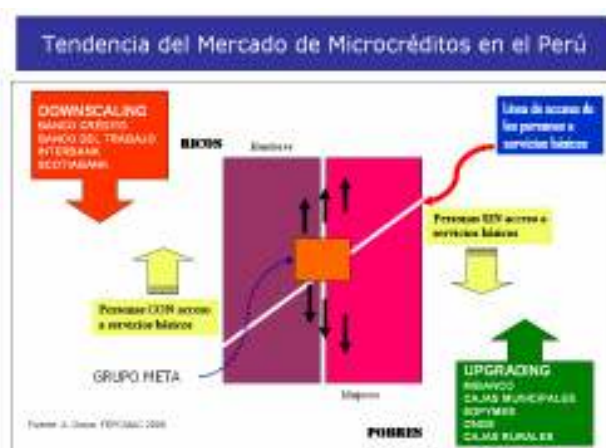 Tendencia del Mercado de Microcréditos en el Perú
DOWNSCALING
BANCO CRÉDITO
BANCO DEL TRABAJO
INTERBANK
SCOTIABANK
RICOS
Hombres
Línea de acceso de
las personas a
servicios básicos
Personas SIN acceso a
servicios básicos
Personas CON acceso
a servicios básicos
GRUPO META
Mujeres
POBRES
UPGRADING
MIBANCO
CAJAS MUNICIPALES
EDPYMES
ONGS
CAJAS RURALES
Fuente: A.
2006